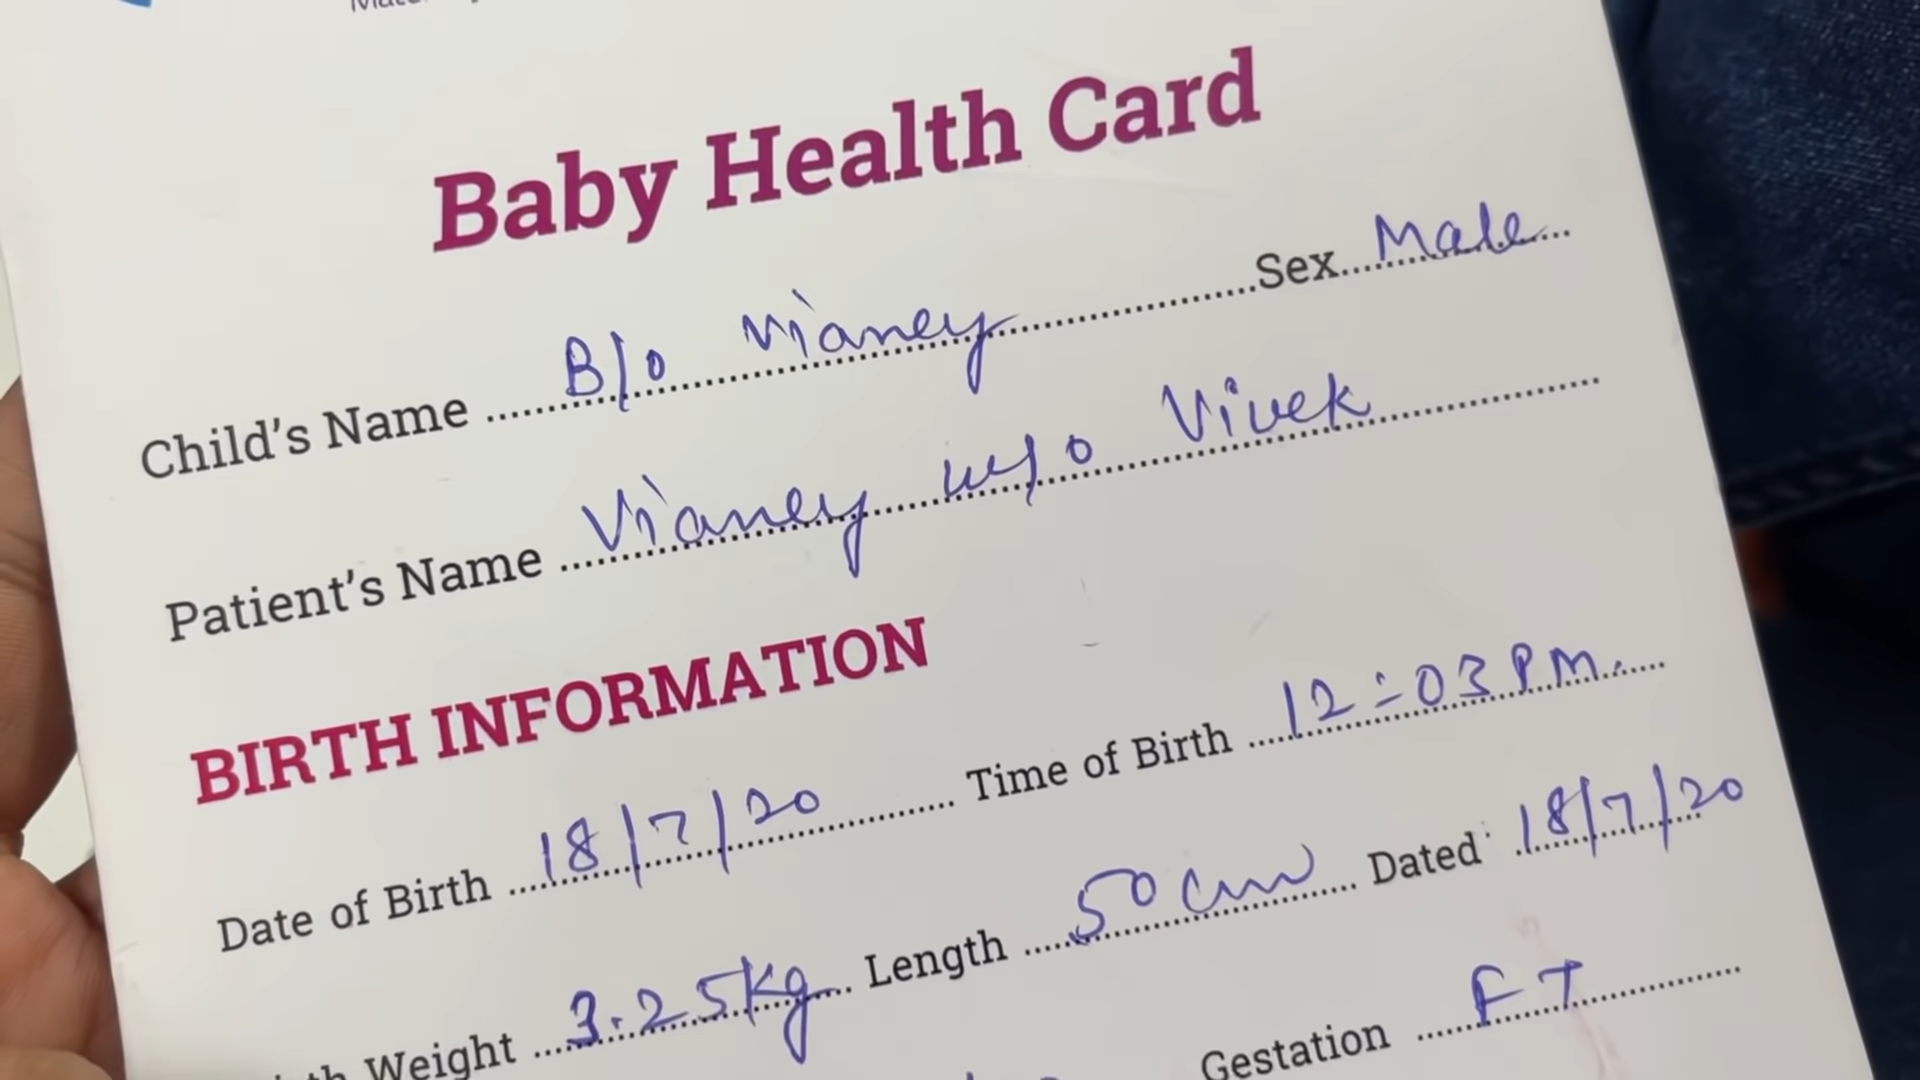 Baby Health Card
Child's Name B/o Vianey Sex Male
Patient's Name Vianey w/o Vivek
BIRTH INFORMATION
Date of Birth 18/7/20 Time of Birth 12:03 PM.
Weight 3.25kg Length 50 cm Dated 18/7/20
Gestation FT